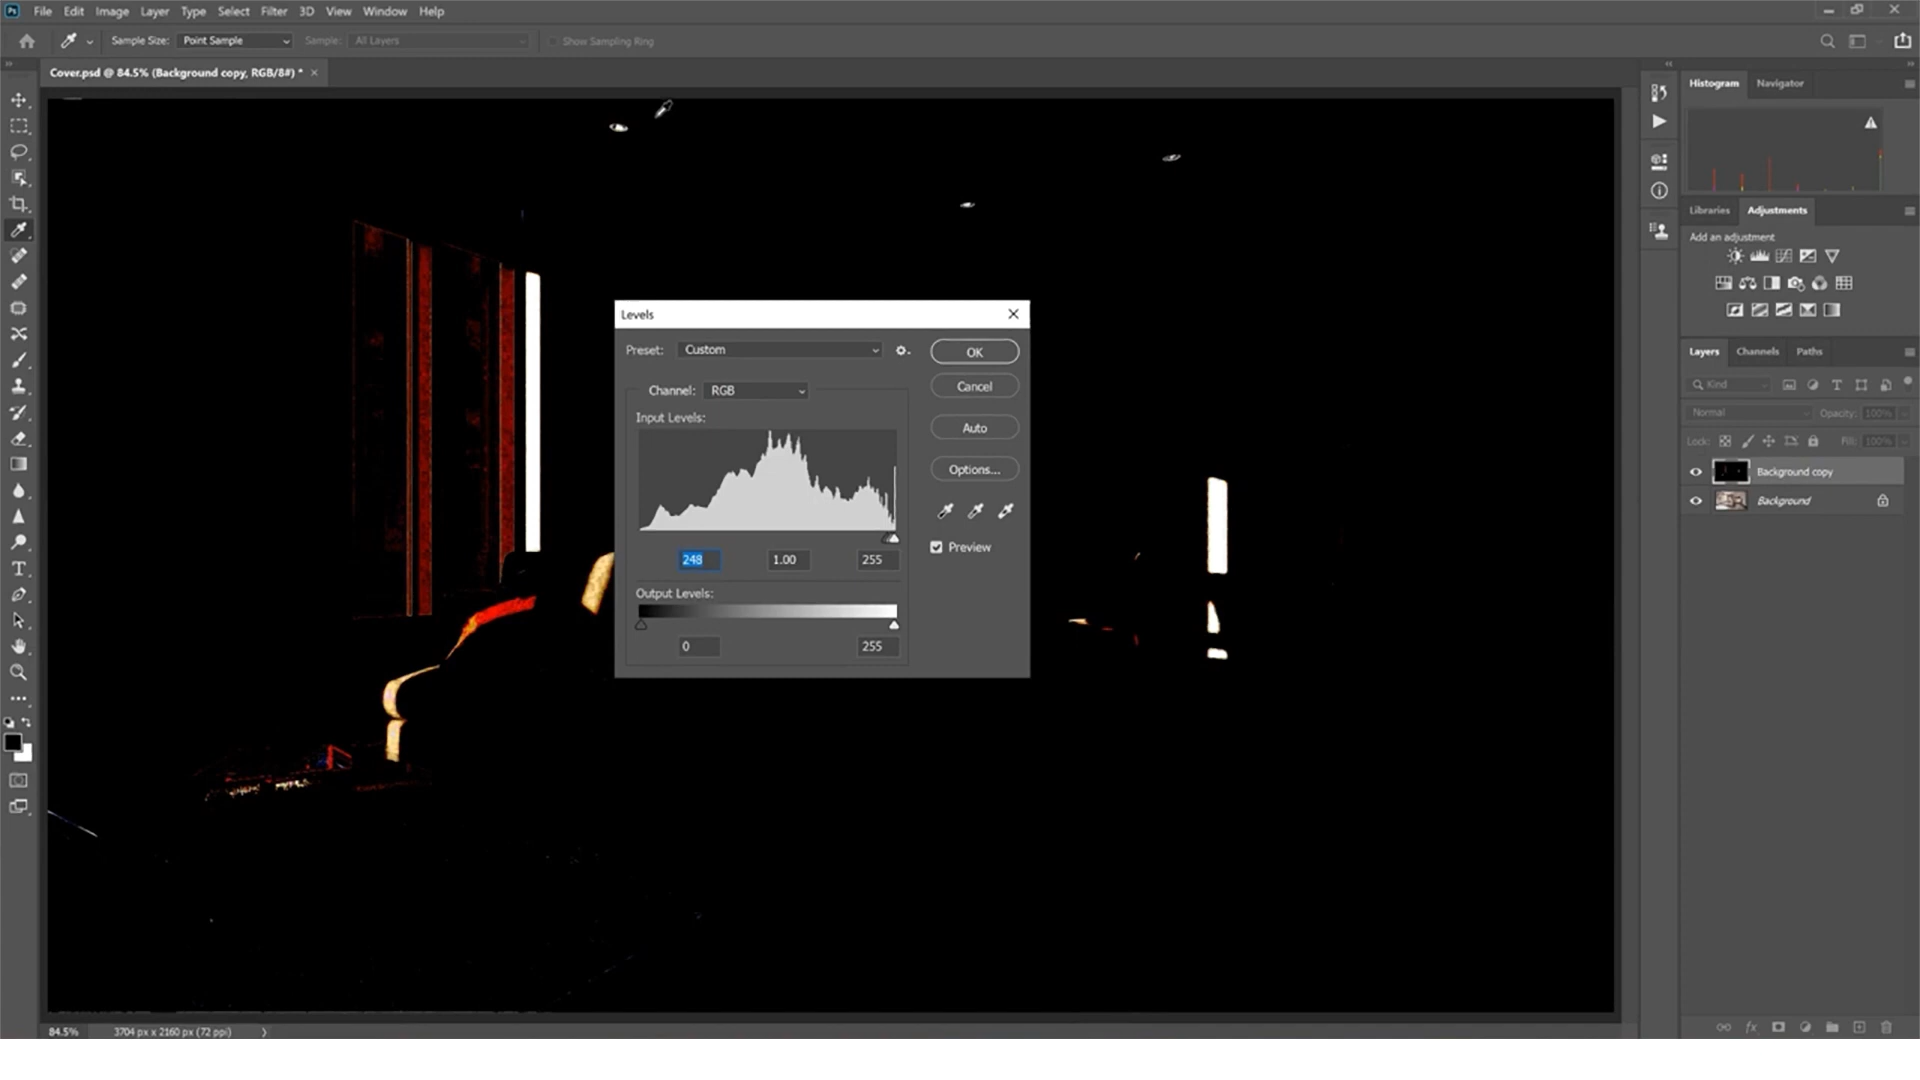 Ps File Edit Image Layer Type Select Filter 3D View Window Help
Sample Size: Point Sample Sample: All Layers Show Sampling Ring
Cover.psd @ 84.5% (Background copy, RGB/8#) *
Histogram Navigator
Libraries Adjustments
Add an adjustment
Levels
Preset: Custom
OK
Channel: RGB
Cancel
Input Levels:
Auto
Options...
Preview
248 1.00 255
Output Levels:
0 255
Layers Channels Paths
Kind
Normal Opacity: 100%
Lock: Fill: 100%
Background copy
Background
84.5% 3704 px x 2160 px (72 ppi)